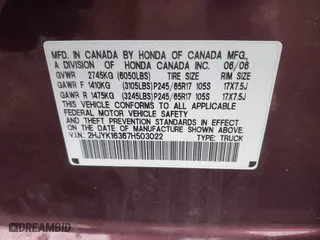 MFD. IN CANADA BY HONDA OF CANADA MFG.,
A DIVISION OF HONDA CANADA INC. 06/06
GVWR 2745KG (6050LBS) TIRE SIZE RIM SIZE
GAWR F 1410KG (3105LBS) P245/65R17 105S 17X7.5J
GAWR R 1475KG (3245LBS) P245/65R17 105S 17X7.5J
THIS VEHICLE CONFORMS TO ALL APPLICABLE
FEDERAL MOTOR VEHICLE SAFETY STANDARDS IN
EFFECT ON THE DATE OF MANUFACTURE SHOWN
ABOVE.
V.I.N.: 2HJYK16367H503022
TYPE: TRUCK
DREAMBID